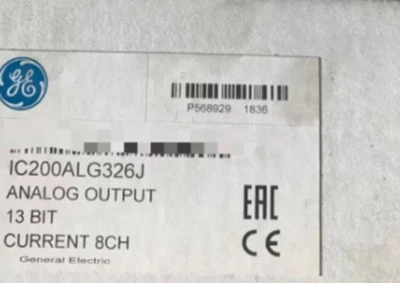 GE
P568929 1836
IC200ALG326J
ANALOG OUTPUT
13 BIT
CURRENT 8CH
General Electric
EAC
CE